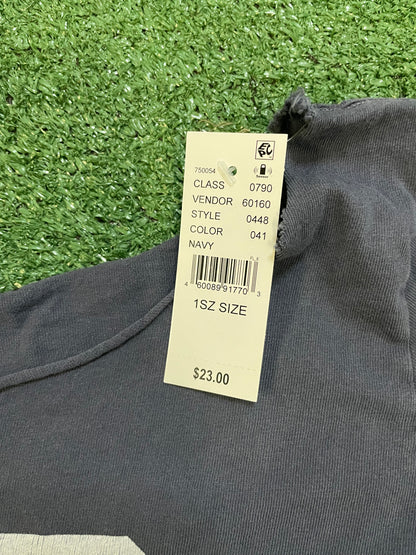 750054
CLASS 0790
VENDOR 60160
STYLE 0448
COLOR 041
NAVY
4 60089 91770 3
1SZ SIZE
$23.00